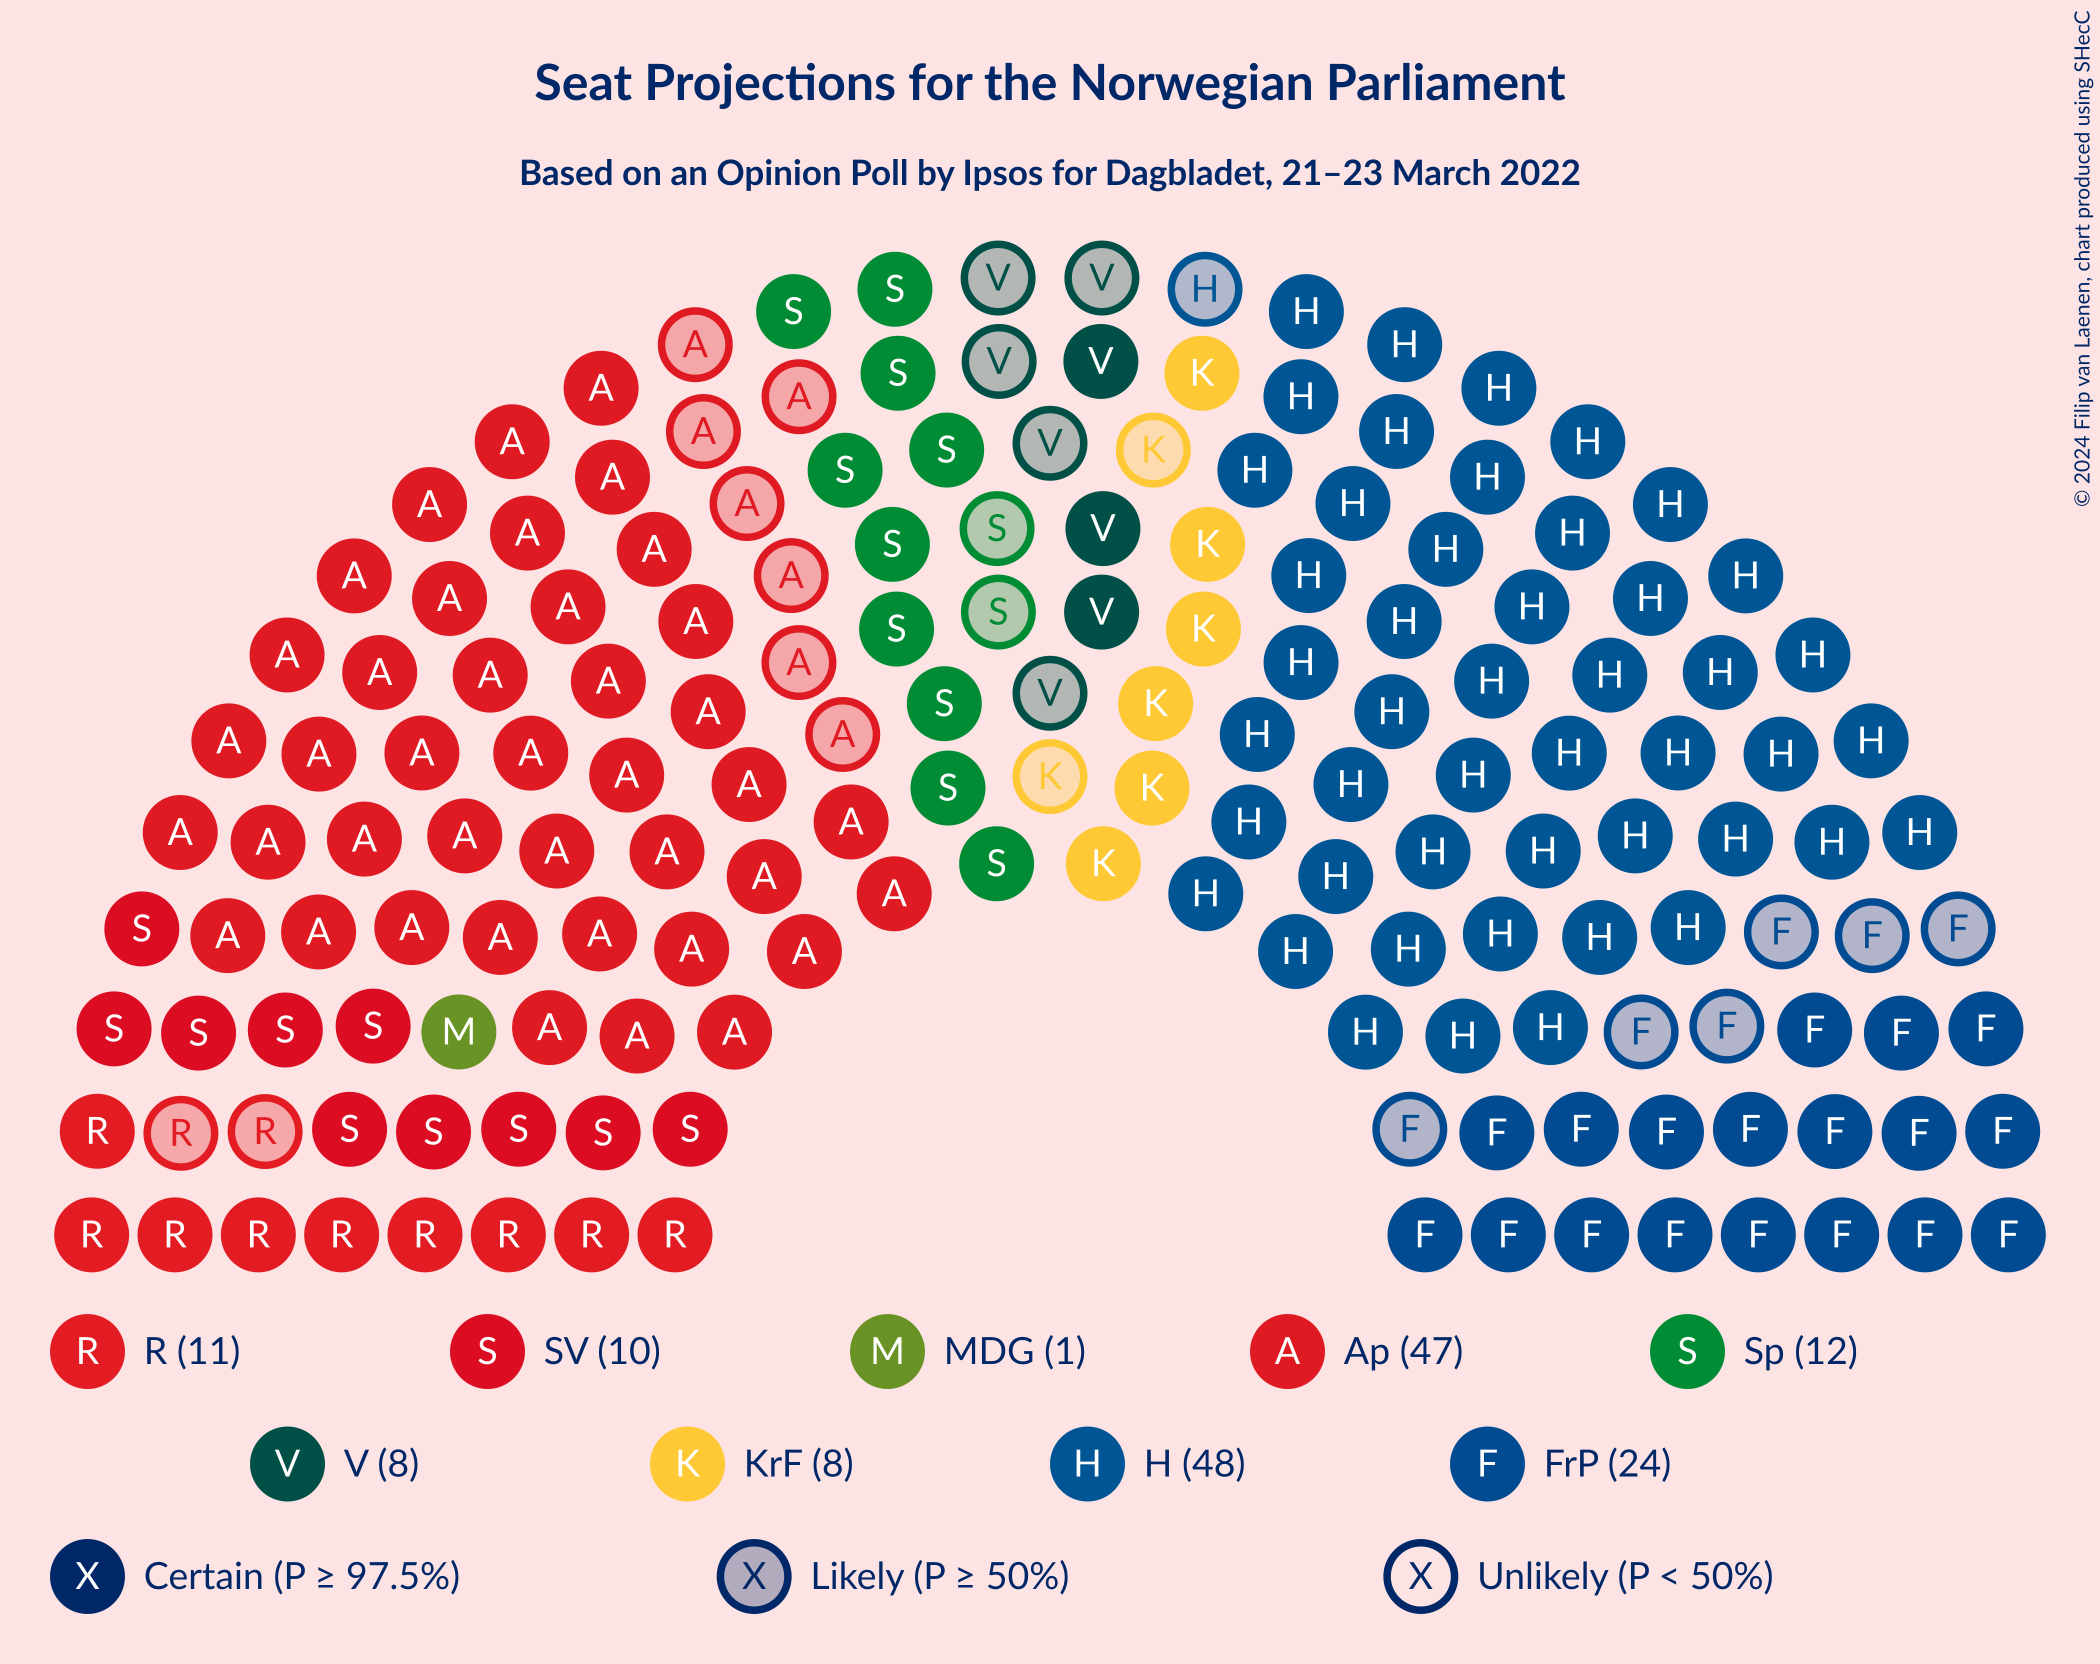 Seat Projections for the Norwegian Parliament
Based on an Opinion Poll by Ipsos for Dagbladet, 21–23 March 2022
© 2024 Filip van Laenen, chart produced using SHecC
S V V H
S S
A H H
A S V V K H
A A H
A S V K H
A A H H
A A S S V K H H
A A A S S V K H H H
A A A A S V K H H H H
A A A A A S K K H H H H H
A A A A A A A S K H H H H H H H
S A A A A A A A A H H H H H F F F
S S S S M A A A H H H F F F F F
R R R S S S S S F F F F F F F F
R R R R R R R R F F F F F F F F
R R (11) S SV (10) M MDG (1) A Ap (47) S Sp (12)
V V (8) K KrF (8) H H (48) F FrP (24)
X Certain (P ≥ 97.5%) X Likely (P ≥ 50%) X Unlikely (P < 50%)